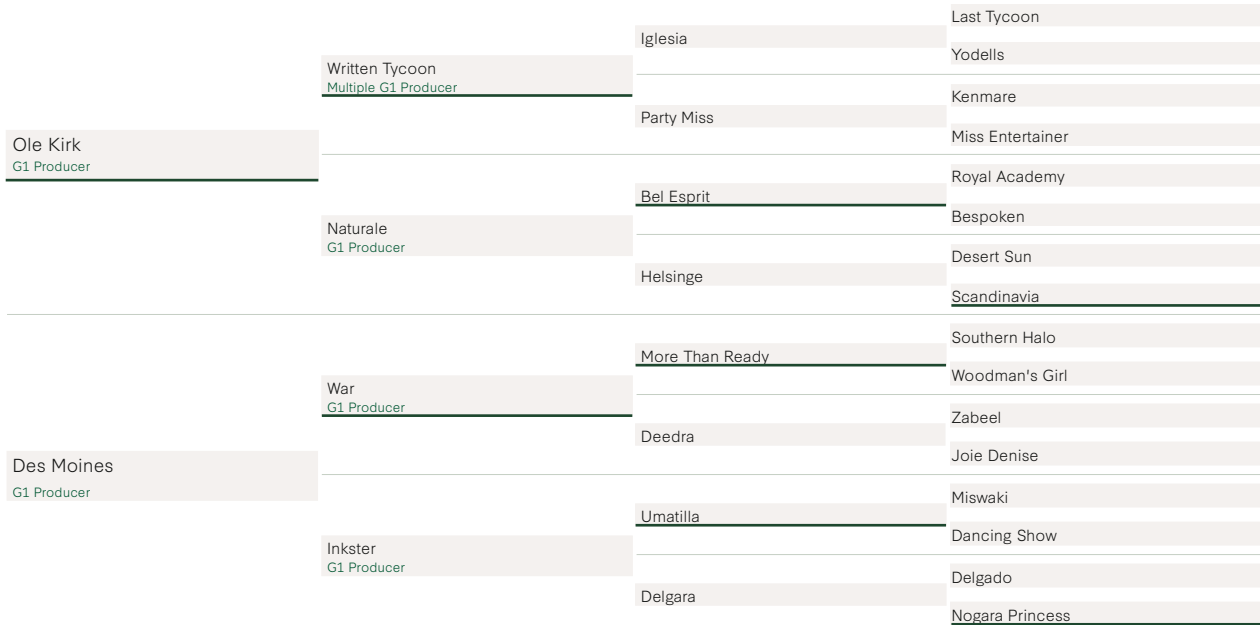 Ole Kirk
G1 Producer
Des Moines
G1 Producer
Written Tycoon
Multiple G1 Producer
Naturale
G1 Producer
War
G1 Producer
Inkster
G1 Producer
Iglesia
Party Miss
Bel Esprit
Helsinge
More Than Ready
Deedra
Umatilla
Delgara
Last Tycoon
Yodells
Kenmare
Miss Entertainer
Royal Academy
Bespoken
Desert Sun
Scandinavia
Southern Halo
Woodman's Girl
Zabeel
Joie Denise
Miswaki
Dancing Show
Delgado
Nogara Princess